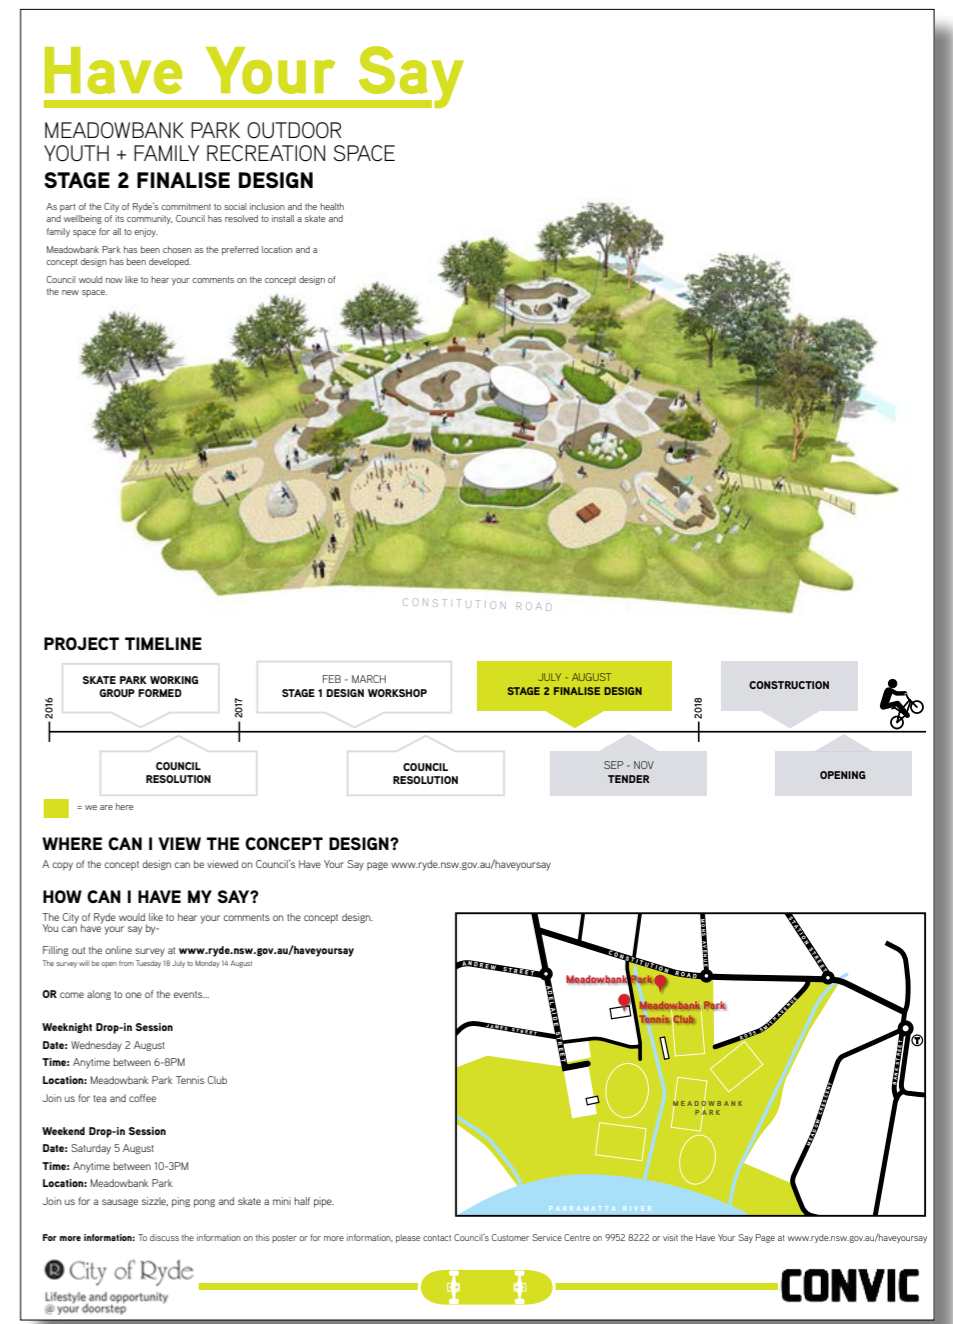 Have Your Say
MEADOWBANK PARK OUTDOOR
YOUTH + FAMILY RECREATION SPACE
STAGE 2 FINALISE DESIGN
As part of the City of Ryde's commitment to social inclusion and the health
and wellbeing of its community, Council has resolved to install a skate and
family space for all to enjoy.
Meadowbank Park has been chosen as the preferred location and a
concept design has been developed.
Council would now like to hear your comments on the concept design of
the new space.
CONSTITUTION ROAD
PROJECT TIMELINE
SKATE PARK WORKING
GROUP FORMED
FEB - MARCH
STAGE 1 DESIGN WORKSHOP
JULY - AUGUST
STAGE 2 FINALISE DESIGN
CONSTRUCTION
2016
2017
2018
COUNCIL
RESOLUTION
COUNCIL
RESOLUTION
SEP - NOV
TENDER
OPENING
= we are here
WHERE CAN I VIEW THE CONCEPT DESIGN?
A copy of the concept design can be viewed on Council's Have Your Say page www.ryde.nsw.gov.au/haveyoursay
HOW CAN I HAVE MY SAY?
The City of Ryde would like to hear your comments on the concept design.
You can have your say by-
Filling out the online survey at www.ryde.nsw.gov.au/haveyoursay
The survey will be open from Tuesday 18 July to Monday 14 August
OR come along to one of the events...
Weeknight Drop-in Session
Date: Wednesday 2 August
Time: Anytime between 6-8PM
Location: Meadowbank Park Tennis Club
Join us for tea and coffee
Weekend Drop-in Session
Date: Saturday 5 August
Time: Anytime between 10-3PM
Location: Meadowbank Park
Join us for a sausage sizzle, ping pong and skate a mini half pipe.
ANDREW STREET
ADELAIDE STREET
CONSTITUTION ROAD
STATION STREET
JAMES STREET
ROSS SMITH AVENUE
MEADOW CRESCENT
BANK STREET
Meadowbank Park
Meadowbank Park
Tennis Club
T
MEADOWBANK
PARK
PARRAMATTA RIVER
For more information: To discuss the information on this poster or for more information, please contact Council's Customer Service Centre on 9952 8222 or visit the Have Your Say Page at www.ryde.nsw.gov.au/haveyoursay
City of Ryde
Lifestyle and opportunity
@ your doorstep
CONVIC